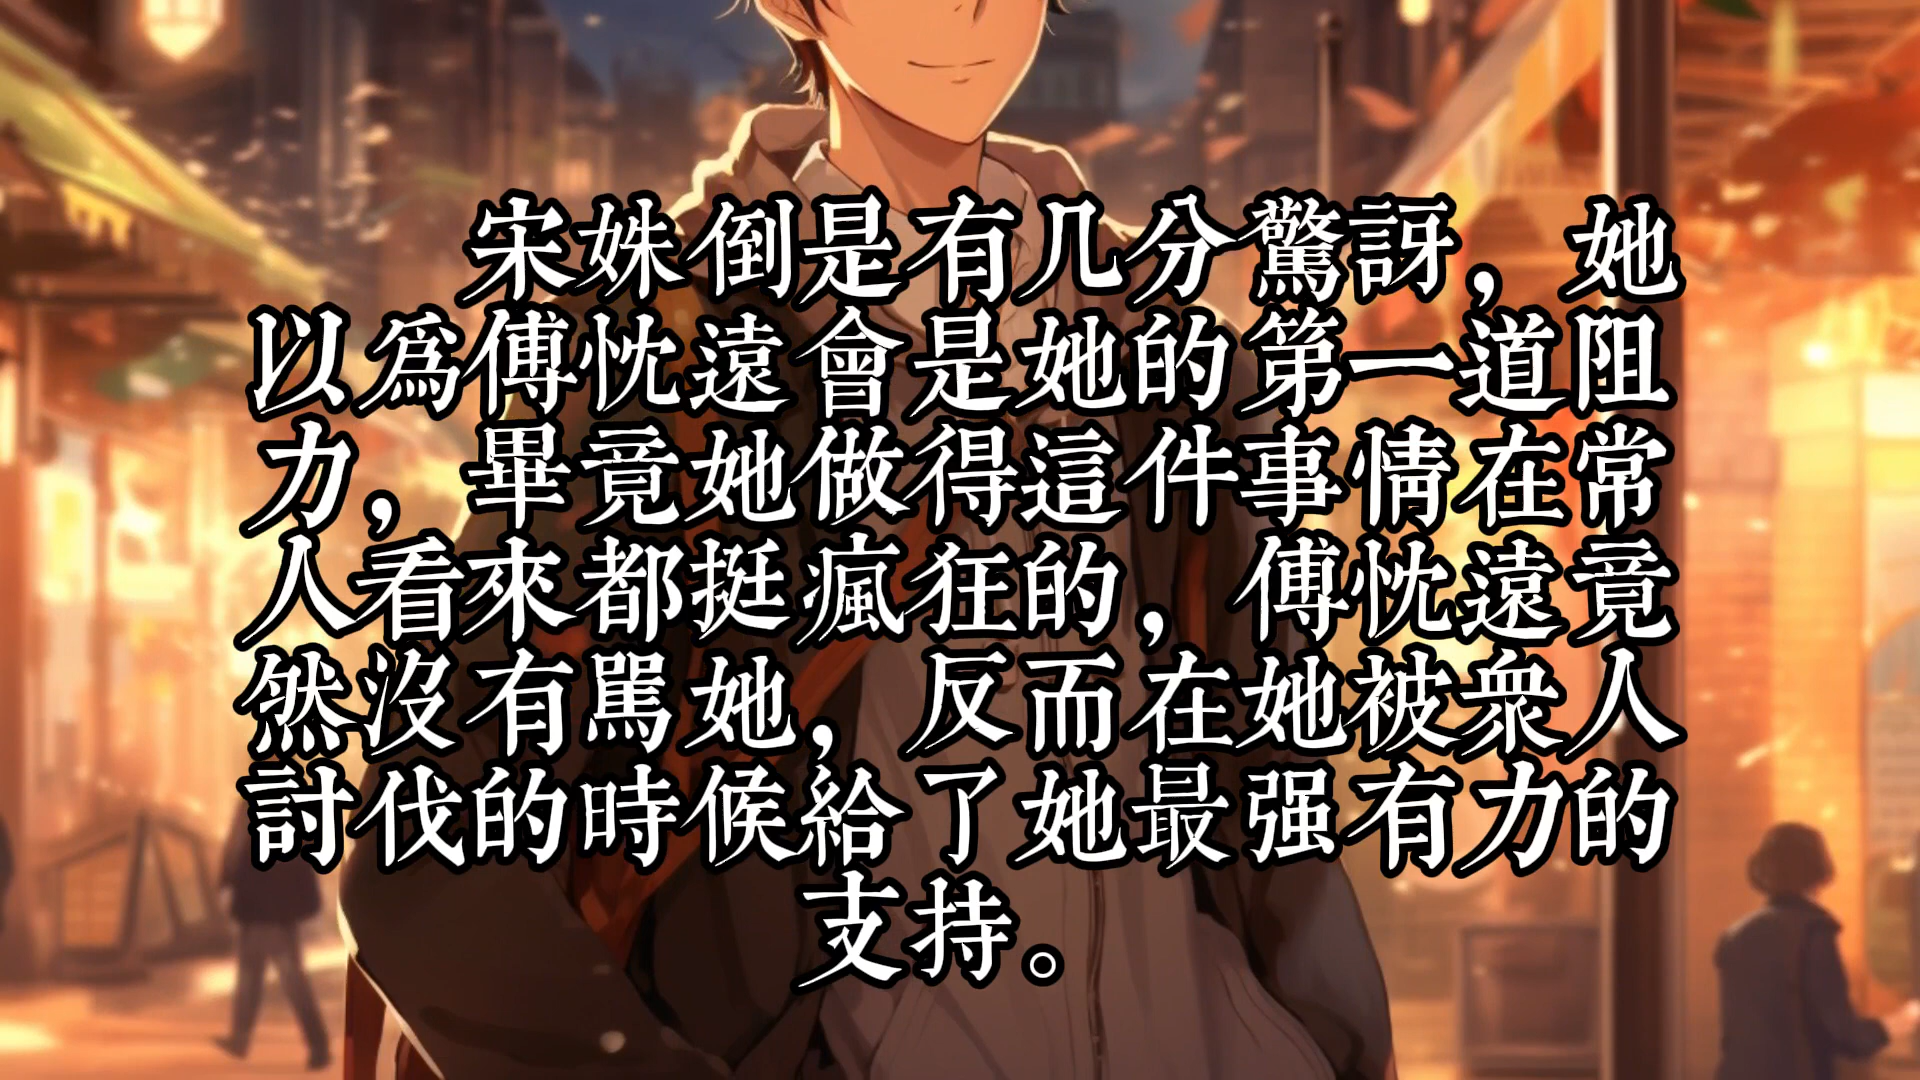 宋姝倒是有几分驚訝，她
以爲傅忱遠會是她的第一道阻
力，畢竟她做得這件事情在常
人看來都挺瘋狂的，傅忱遠竟
然沒有駡她，反而在她被衆人
討伐的時候給了她最强有力的
支持。